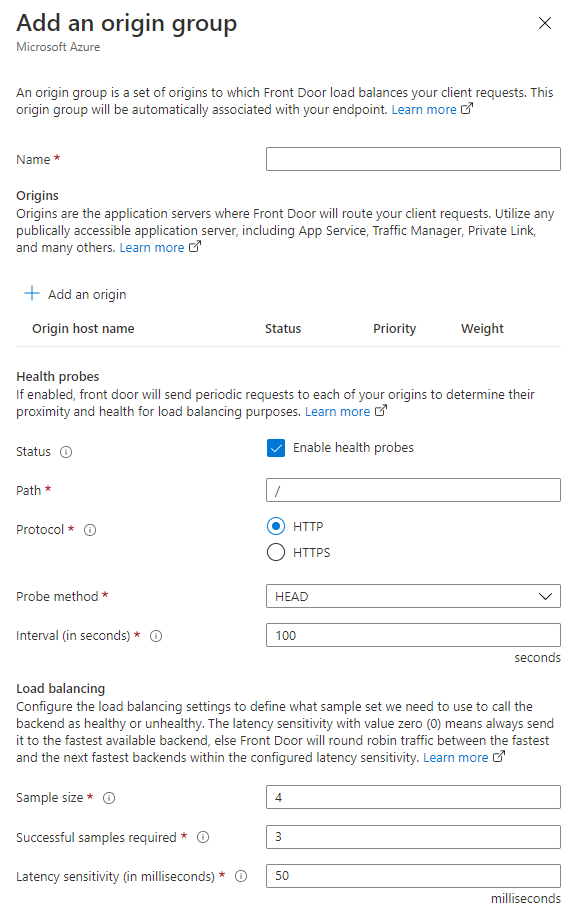 Add an origin group
Microsoft Azure
An origin group is a set of origins to which Front Door load balances your client requests. This
origin group will be automatically associated with your endpoint. Learn more
Name *
Origins
Origins are the application servers where Front Door will route your client requests. Utilize any
publically accessible application server, including App Service, Traffic Manager, Private Link,
and many others. Learn more
Add an origin
Origin host name Status Priority Weight
Health probes
If enabled, front door will send periodic requests to each of your origins to determine their
proximity and health for load balancing purposes. Learn more
Status Enable health probes
Path * /
Protocol * HTTP
HTTPS
Probe method * HEAD
Interval (in seconds) * 100
seconds
Load balancing
Configure the load balancing settings to define what sample set we need to use to call the
backend as healthy or unhealthy. The latency sensitivity with value zero (0) means always send
it to the fastest available backend, else Front Door will round robin traffic between the fastest
and the next fastest backends within the configured latency sensitivity. Learn more
Sample size * 4
Successful samples required * 3
Latency sensitivity (in milliseconds) * 50
milliseconds